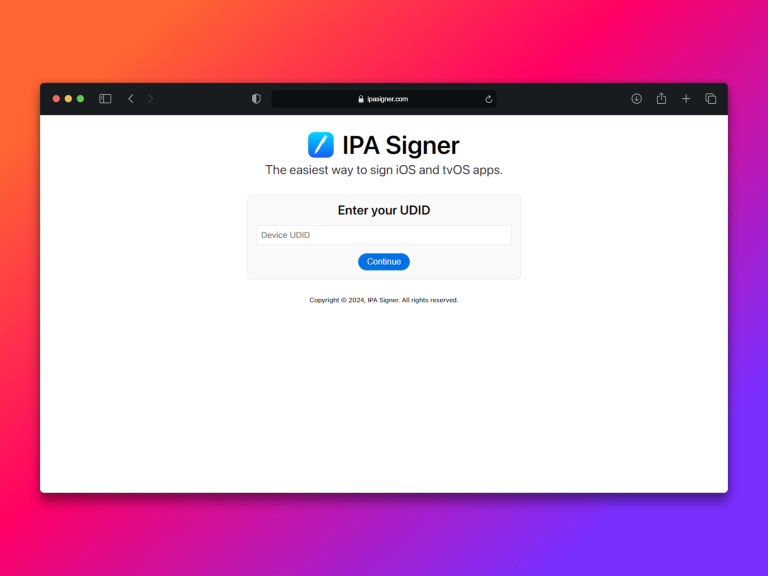 ipasigner.com
IPA Signer
The easiest way to sign iOS and tvOS apps.
Enter your UDID
Device UDID
Continue
Copyright © 2024, IPA Signer. All rights reserved.